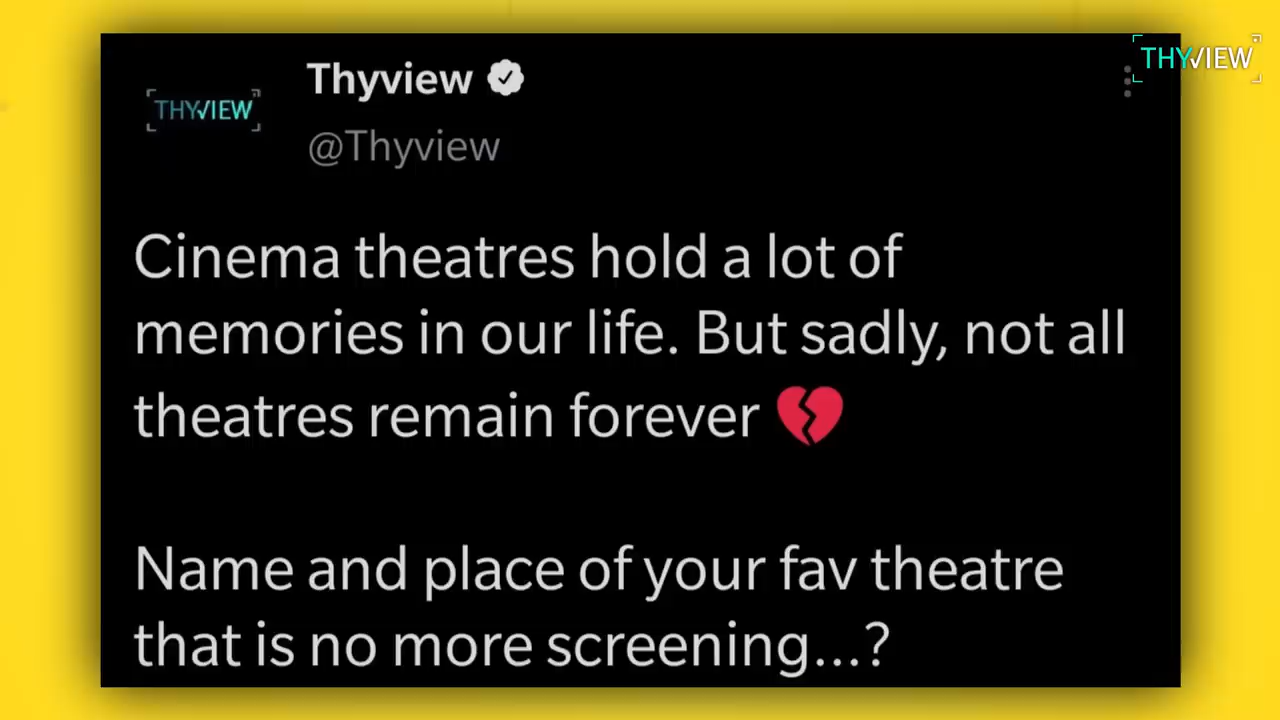 THYVIEW
Thyview
THYVIEW
@Thyview
Cinema theatres hold a lot of
memories in our life. But sadly, not all
theatres remain forever 💔
Name and place of your fav theatre
that is no more screening...?